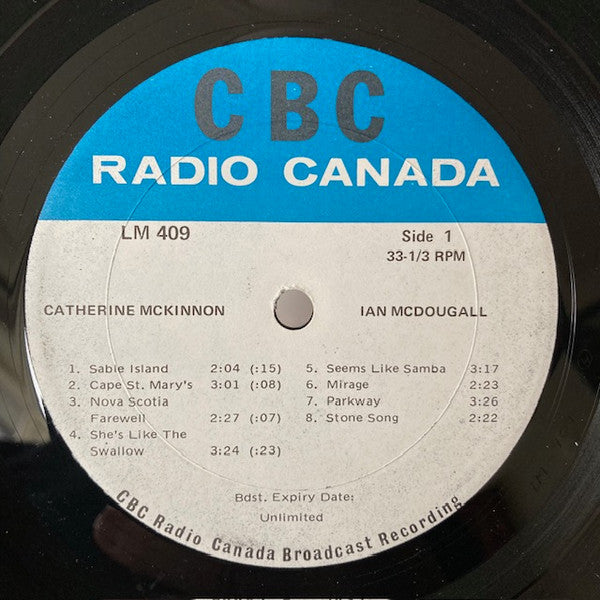 CBC
RADIO CANADA
LM 409
Side 1
33-1/3 RPM
CATHERINE MCKINNON
IAN MCDOUGALL
1. Sable Island 2:04 (:15)
2. Cape St. Mary's 3:01 (:08)
3. Nova Scotia
Farewell 2:27 (:07)
4. She's Like The
Swallow 3:24 (:23)
5. Seems Like Samba 3:17
6. Mirage 2:23
7. Parkway 3:26
8. Stone Song 2:22
Bdst. Expiry Date:
Unlimited
CBC Radio Canada Broadcast Recording